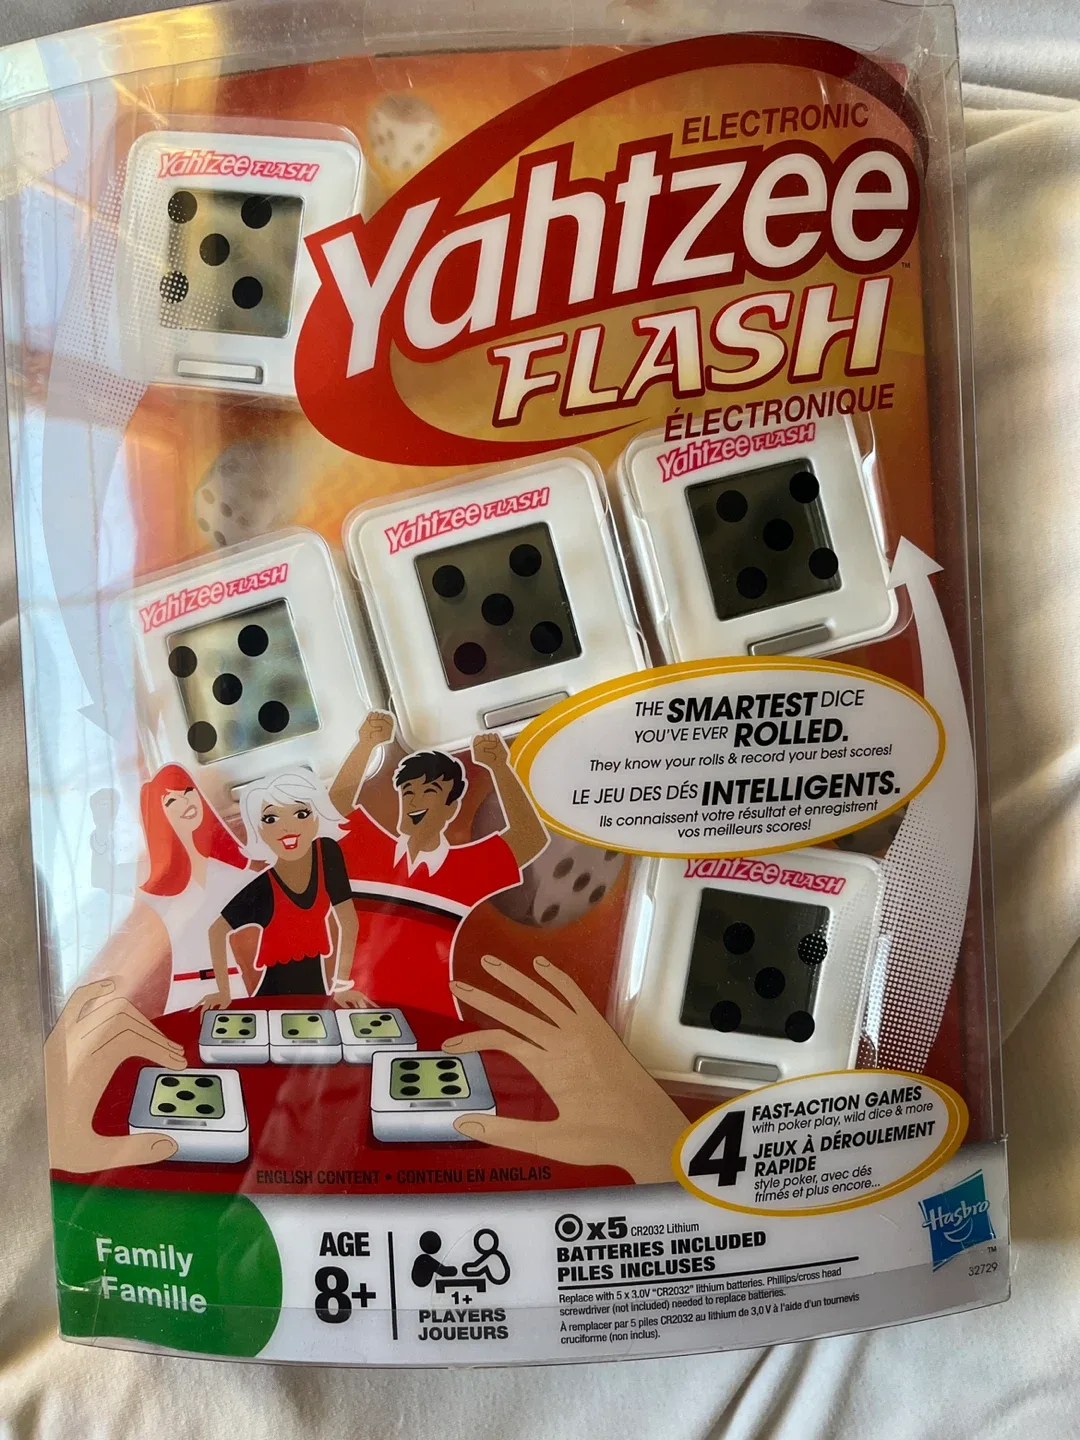 ELECTRONIC
Yahtzee
™
FLASH
ÉLECTRONIQUE
Yahtzee FLASH
Yahtzee FLASH
Yahtzee FLASH
Yahtzee FLASH
THE SMARTEST DICE
YOU'VE EVER ROLLED.
They know your rolls & record your best scores!
LE JEU DES DÉS INTELLIGENTS.
Ils connaissent votre résultat et enregistrent
vos meilleurs scores!
Yahtzee FLASH
4
FAST-ACTION GAMES
with poker play, wild dice & more
JEUX À DÉROULEMENT
RAPIDE
style poker, avec dés
frimés et plus encore...
ENGLISH CONTENT • CONTENU EN ANGLAIS
Family
Famille
AGE
8+
1+
PLAYERS
JOUEURS
x5 CR2032 Lithium
BATTERIES INCLUDED
PILES INCLUSES
Replace with 5 x 3.0V "CR2032" lithium batteries. Phillips/cross head
screwdriver (not included) needed to replace batteries.
À remplacer par 5 piles CR2032 au lithium de 3,0 V à l'aide d'un tournevis
cruciforme (non inclus).
Hasbro
™
32729